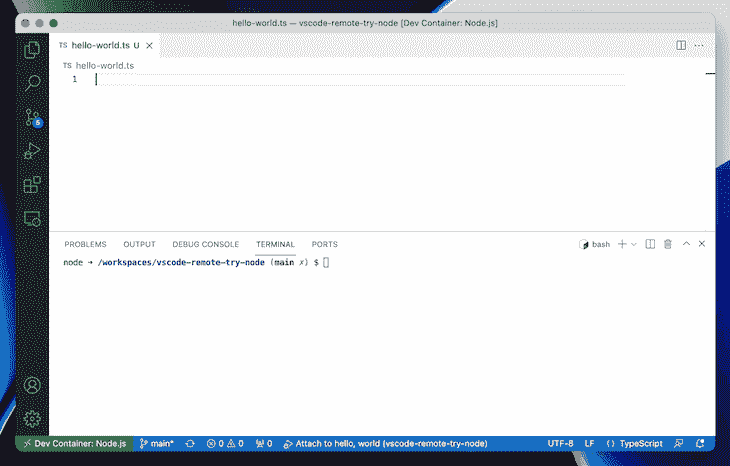 hello-world.ts — vscode-remote-try-node [Dev Container: Node.js]
TS hello-world.ts U
TS hello-world.ts
1
6
PROBLEMS OUTPUT DEBUG CONSOLE TERMINAL PORTS bash
node ➜ /workspaces/vscode-remote-try-node (main ✗) $
Dev Container: Node.js main* 0 0 0 Attach to hello, world (vscode-remote-try-node) UTF-8 LF TypeScript